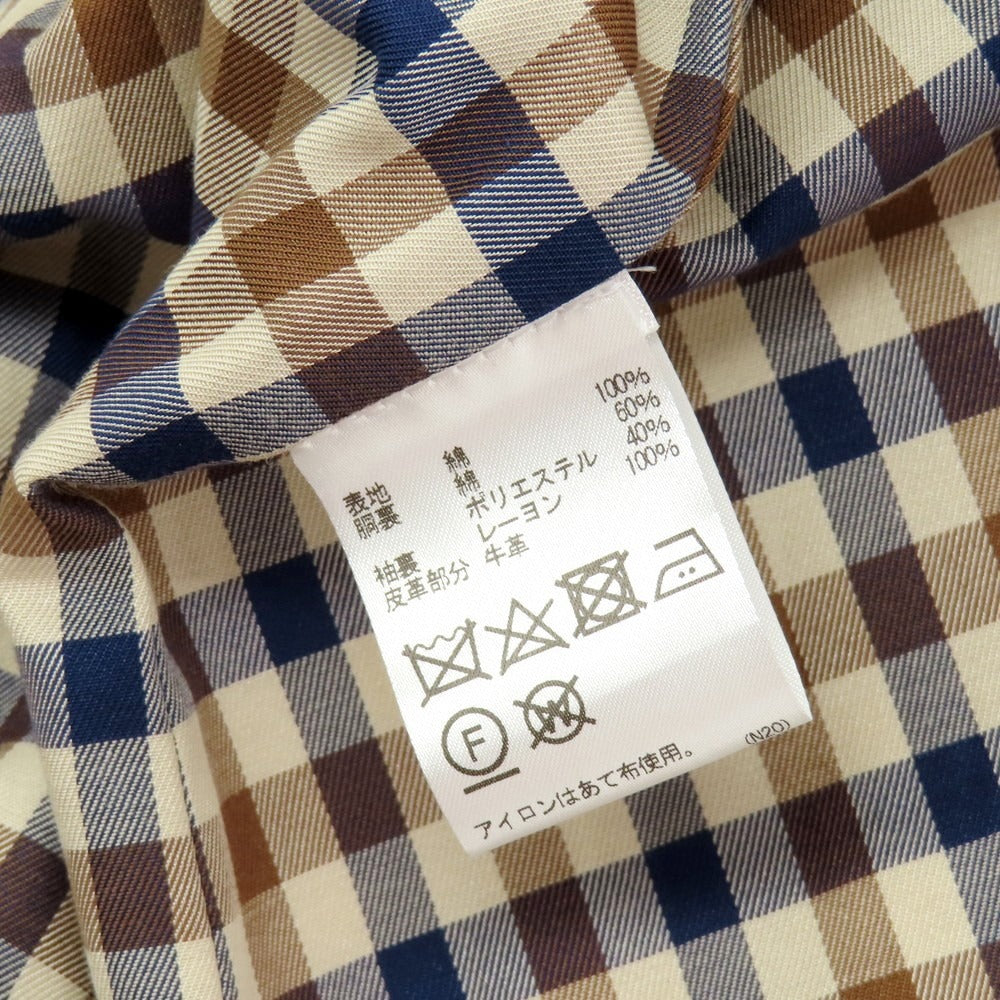 表地 綿 100%
胴裏 綿 60%
ポリエステル 40%
袖裏 レーヨン 100%
皮革部分 牛革
F W
アイロンはあて布使用。
(N20)